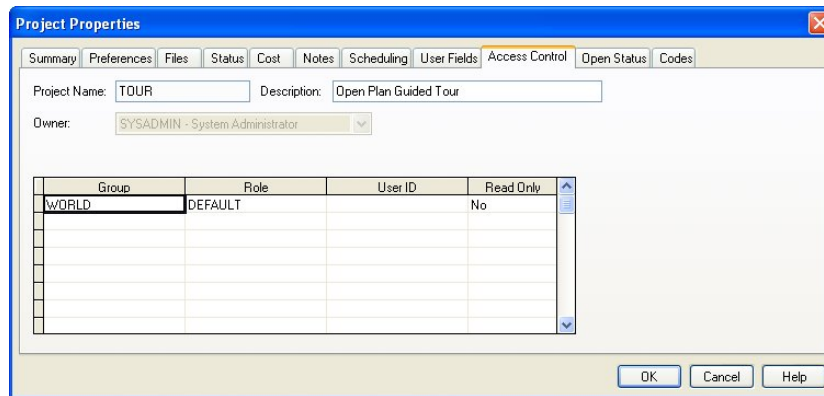 Project Properties
Summary Preferences Files Status Cost Notes Scheduling User Fields Access Control Open Status Codes
Project Name: TOUR Description: Open Plan Guided Tour
Owner: SYSADMIN - System Administrator
Group Role User ID Read Only
WORLD DEFAULT No
OK Cancel Help